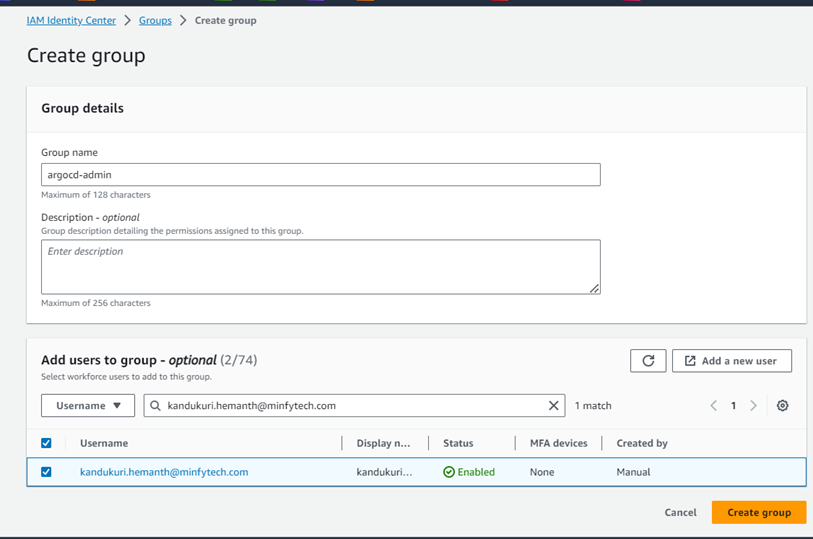 IAM Identity Center > Groups > Create group
Create group
Group details
Group name
argocd-admin
Maximum of 128 characters
Description - optional
Group description detailing the permissions assigned to this group.
Enter description
Maximum of 256 characters
Add users to group - optional (2/74)
Add a new user
Select workforce users to add to this group.
Username kandukuri.hemanth@minfytech.com 1 match 1
Username Display n... Status MFA devices Created by
kandukuri.hemanth@minfytech.com kandukuri... Enabled None Manual
Cancel Create group